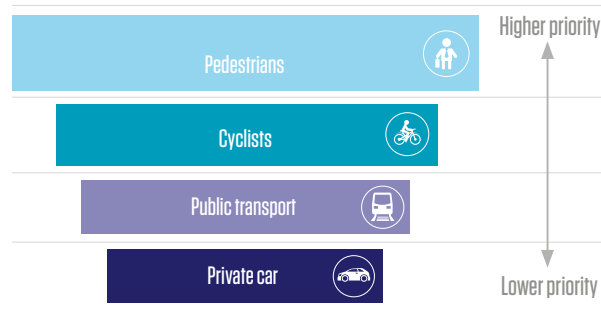 Higher priority
Pedestrians
Cyclists
Public transport
Private car
Lower priority